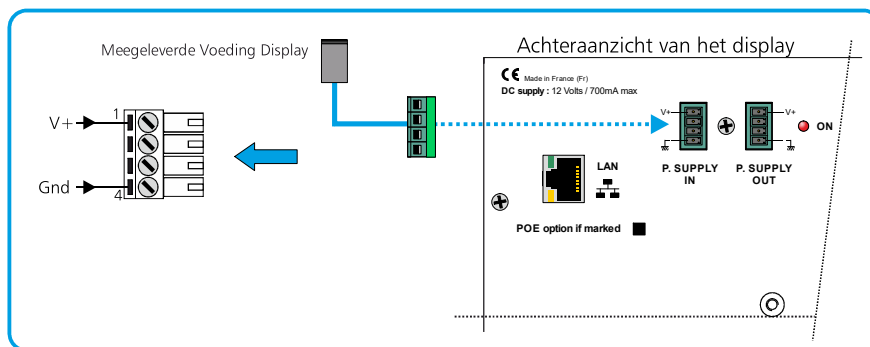 Meegeleverde Voeding Display
Achteraanzicht van het display
CE Made in France (Fr)
DC supply : 12 Volts / 700mA max
1
V+
Gnd
4
V+
V+
ON
LAN
P. SUPPLY
IN
P. SUPPLY
OUT
POE option if marked